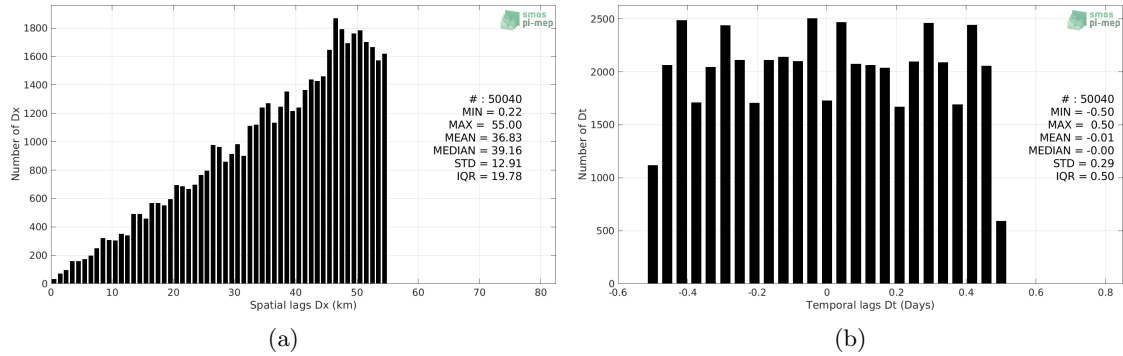 smos
pi-mep
1800
1600
1400
1200
1000
800
600
400
200
0
Number of Dx
# : 50040
MIN = 0.22
MAX = 55.00
MEAN = 36.83
MEDIAN = 39.16
STD = 12.91
IQR = 19.78
0 10 20 30 40 50 60 70 80
Spatial lags Dx (km)
(a)
smos
pi-mep
2500
2000
1500
1000
500
0
Number of Dt
# : 50040
MIN = -0.50
MAX = 0.50
MEAN = -0.01
MEDIAN = -0.00
STD = 0.29
IQR = 0.50
-0.6 -0.4 -0.2 0 0.2 0.4 0.6 0.8
Temporal lags Dt (Days)
(b)